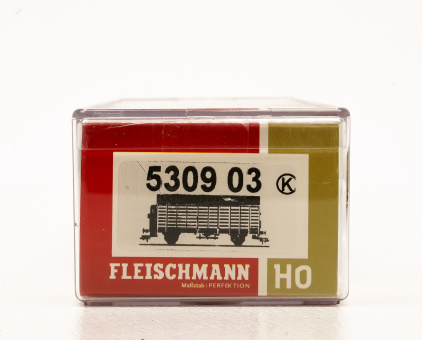 5309 03 K
FLEISCHMANN HO
Maßstab: PERFEKTION